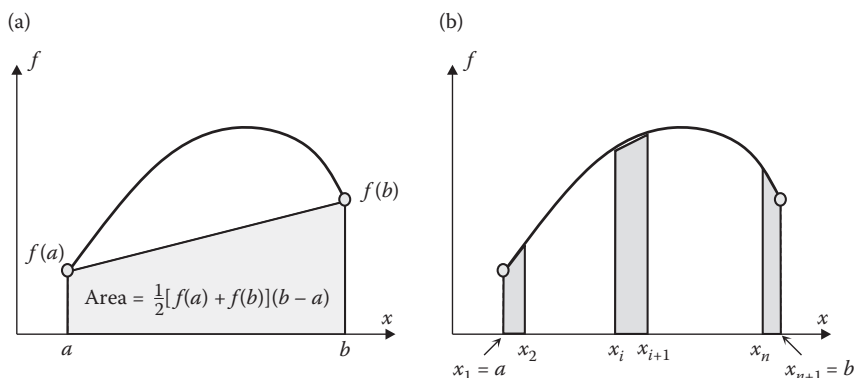 (a)
f
f(b)
f(a)
Area = 1/2[f(a) + f(b)](b − a)
x
a
b
(b)
f
x
x₂
xᵢ
xᵢ₊₁
xₙ
x₁ = a
xₙ₊₁ = b